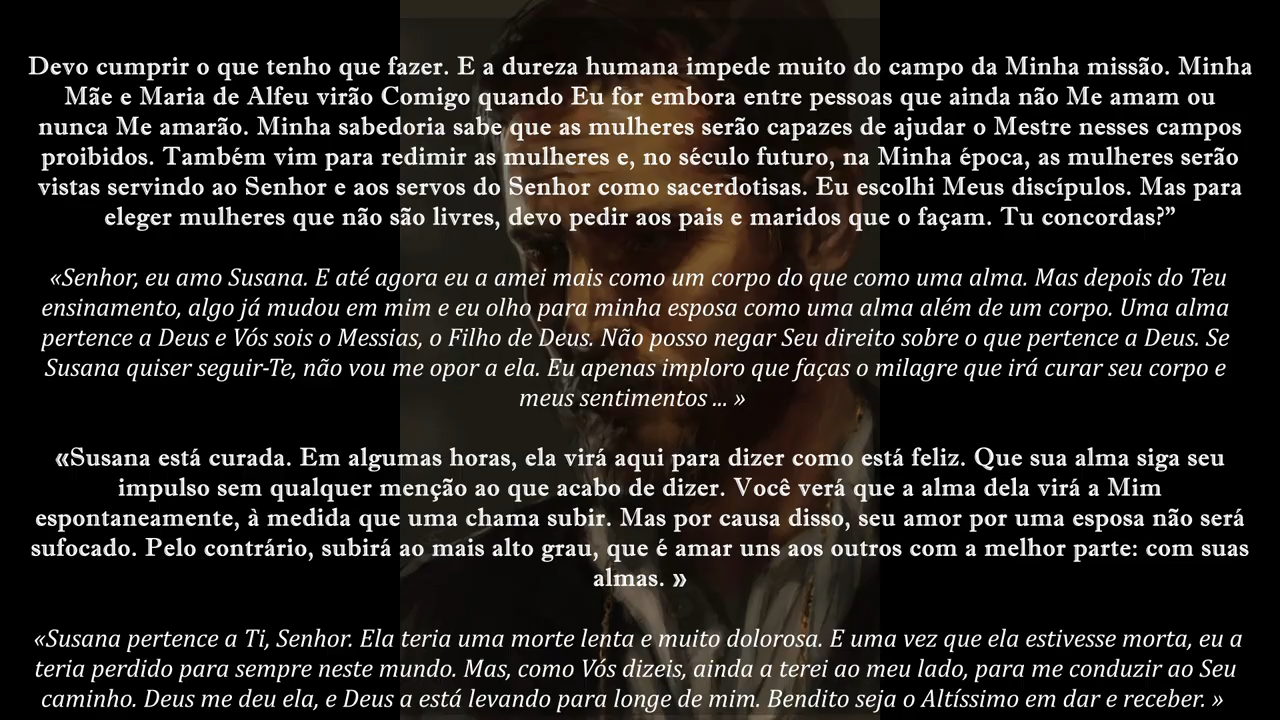 Devo cumprir o que tenho que fazer. E a dureza humana impede muito do campo da Minha missão. Minha
Mãe e Maria de Alfeu virão Comigo quando Eu for embora entre pessoas que ainda não Me amam ou
nunca Me amarão. Minha sabedoria sabe que as mulheres serão capazes de ajudar o Mestre nesses campos
proibidos. Também vim para redimir as mulheres e, no século futuro, na Minha época, as mulheres serão
vistas servindo ao Senhor e aos servos do Senhor como sacerdotisas. Eu escolhi Meus discípulos. Mas para
eleger mulheres que não são livres, devo pedir aos pais e maridos que o façam. Tu concordas?”
«Senhor, eu amo Susana. E até agora eu a amei mais como um corpo do que como uma alma. Mas depois do Teu
ensinamento, algo já mudou em mim e eu olho para minha esposa como uma alma além de um corpo. Uma alma
pertence a Deus e Vós sois o Messias, o Filho de Deus. Não posso negar Seu direito sobre o que pertence a Deus. Se
Susana quiser seguir-Te, não vou me opor a ela. Eu apenas imploro que faças o milagre que irá curar seu corpo e
meus sentimentos ... »
«Susana está curada. Em algumas horas, ela virá aqui para dizer como está feliz. Que sua alma siga seu
impulso sem qualquer menção ao que acabo de dizer. Você verá que a alma dela virá a Mim
espontaneamente, à medida que uma chama subir. Mas por causa disso, seu amor por uma esposa não será
sufocado. Pelo contrário, subirá ao mais alto grau, que é amar uns aos outros com a melhor parte: com suas
almas. »
«Susana pertence a Ti, Senhor. Ela teria uma morte lenta e muito dolorosa. E uma vez que ela estivesse morta, eu a
teria perdido para sempre neste mundo. Mas, como Vós dizeis, ainda a terei ao meu lado, para me conduzir ao Seu
caminho. Deus me deu ela, e Deus a está levando para longe de mim. Bendito seja o Altíssimo em dar e receber. »